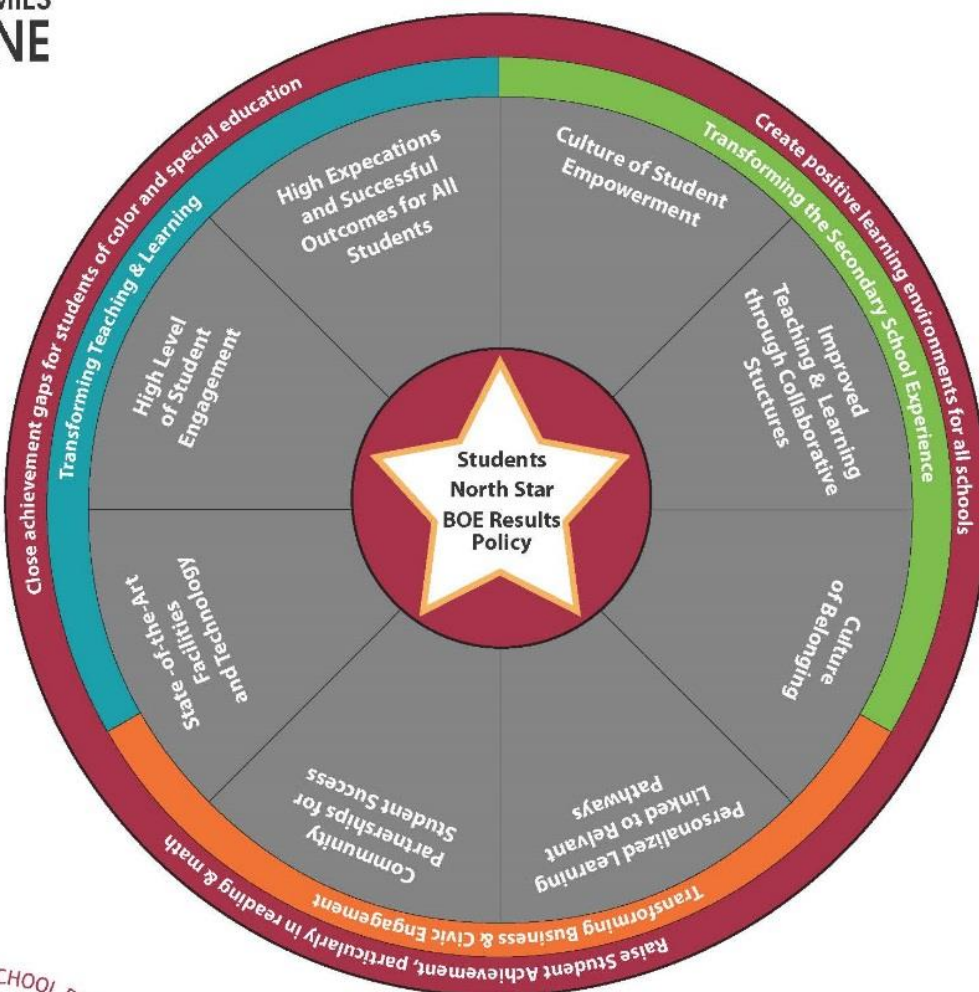 NE
Close achievement gaps for students of color and special education
Create positive learning environments for all schools
Raise Student Achievement, particularly in reading & math
Transforming Teaching & Learning
Transforming the Secondary School Experience
Transforming Business & Civic Engagement
High Expecations
and Successful
Outcomes for All
Students
Culture of Student
Empowerment
Improved
Teaching & Learning
through Collaborative
Stuctures
Culture
of Belonging
Personalized Learning
Linked to Relevant
Pathways
Community
Partnerships for
Student Success
State -of-the-Art
Facilities
and Technology
High Level
of Student
Engagement
Students
North Star
BOE Results
Policy